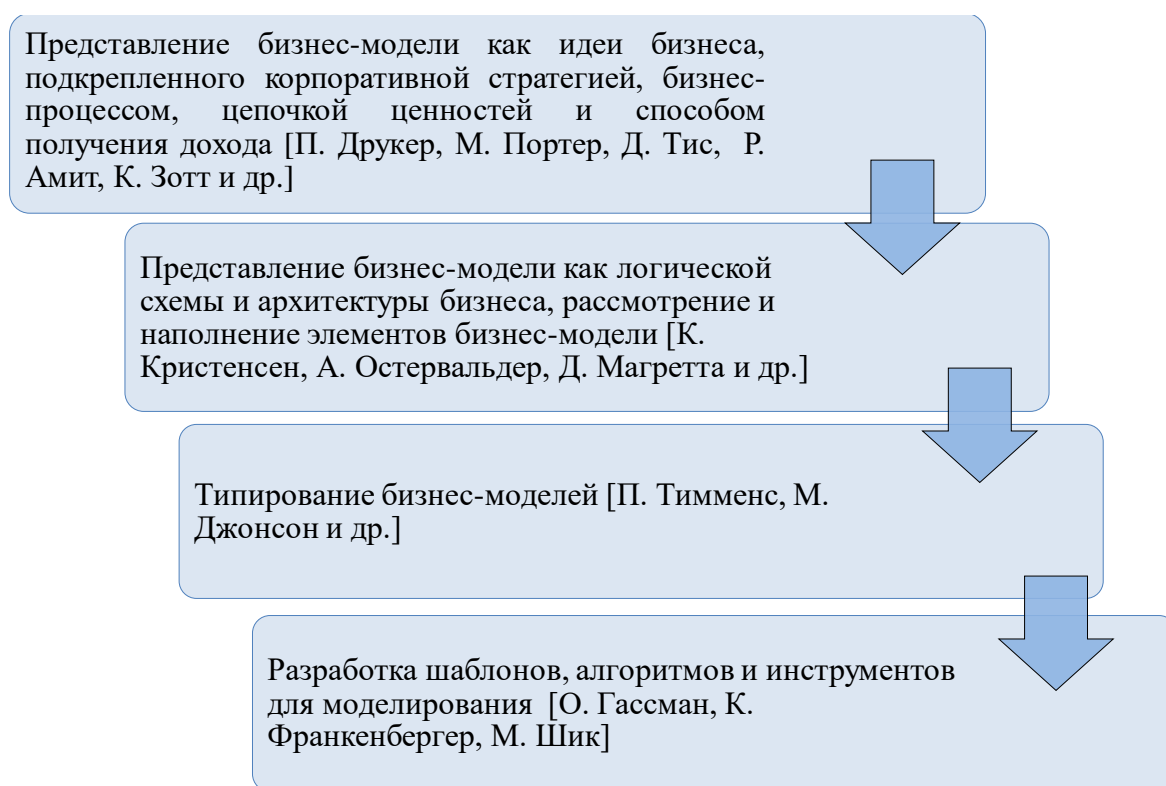 Представление бизнес-модели как идеи бизнеса,
подкрепленного корпоративной стратегией, бизнес-
процессом, цепочкой ценностей и способом
получения дохода [П. Друкер, М. Портер, Д. Тис, Р.
Амит, К. Зотт и др.]
Представление бизнес-модели как логической
схемы и архитектуры бизнеса, рассмотрение и
наполнение элементов бизнес-модели [К.
Кристенсен, А. Остервальдер, Д. Магретта и др.]
Типирование бизнес-моделей [П. Тимменс, М.
Джонсон и др.]
Разработка шаблонов, алгоритмов и инструментов
для моделирования [О. Гассман, К.
Франкенбергер, М. Шик]